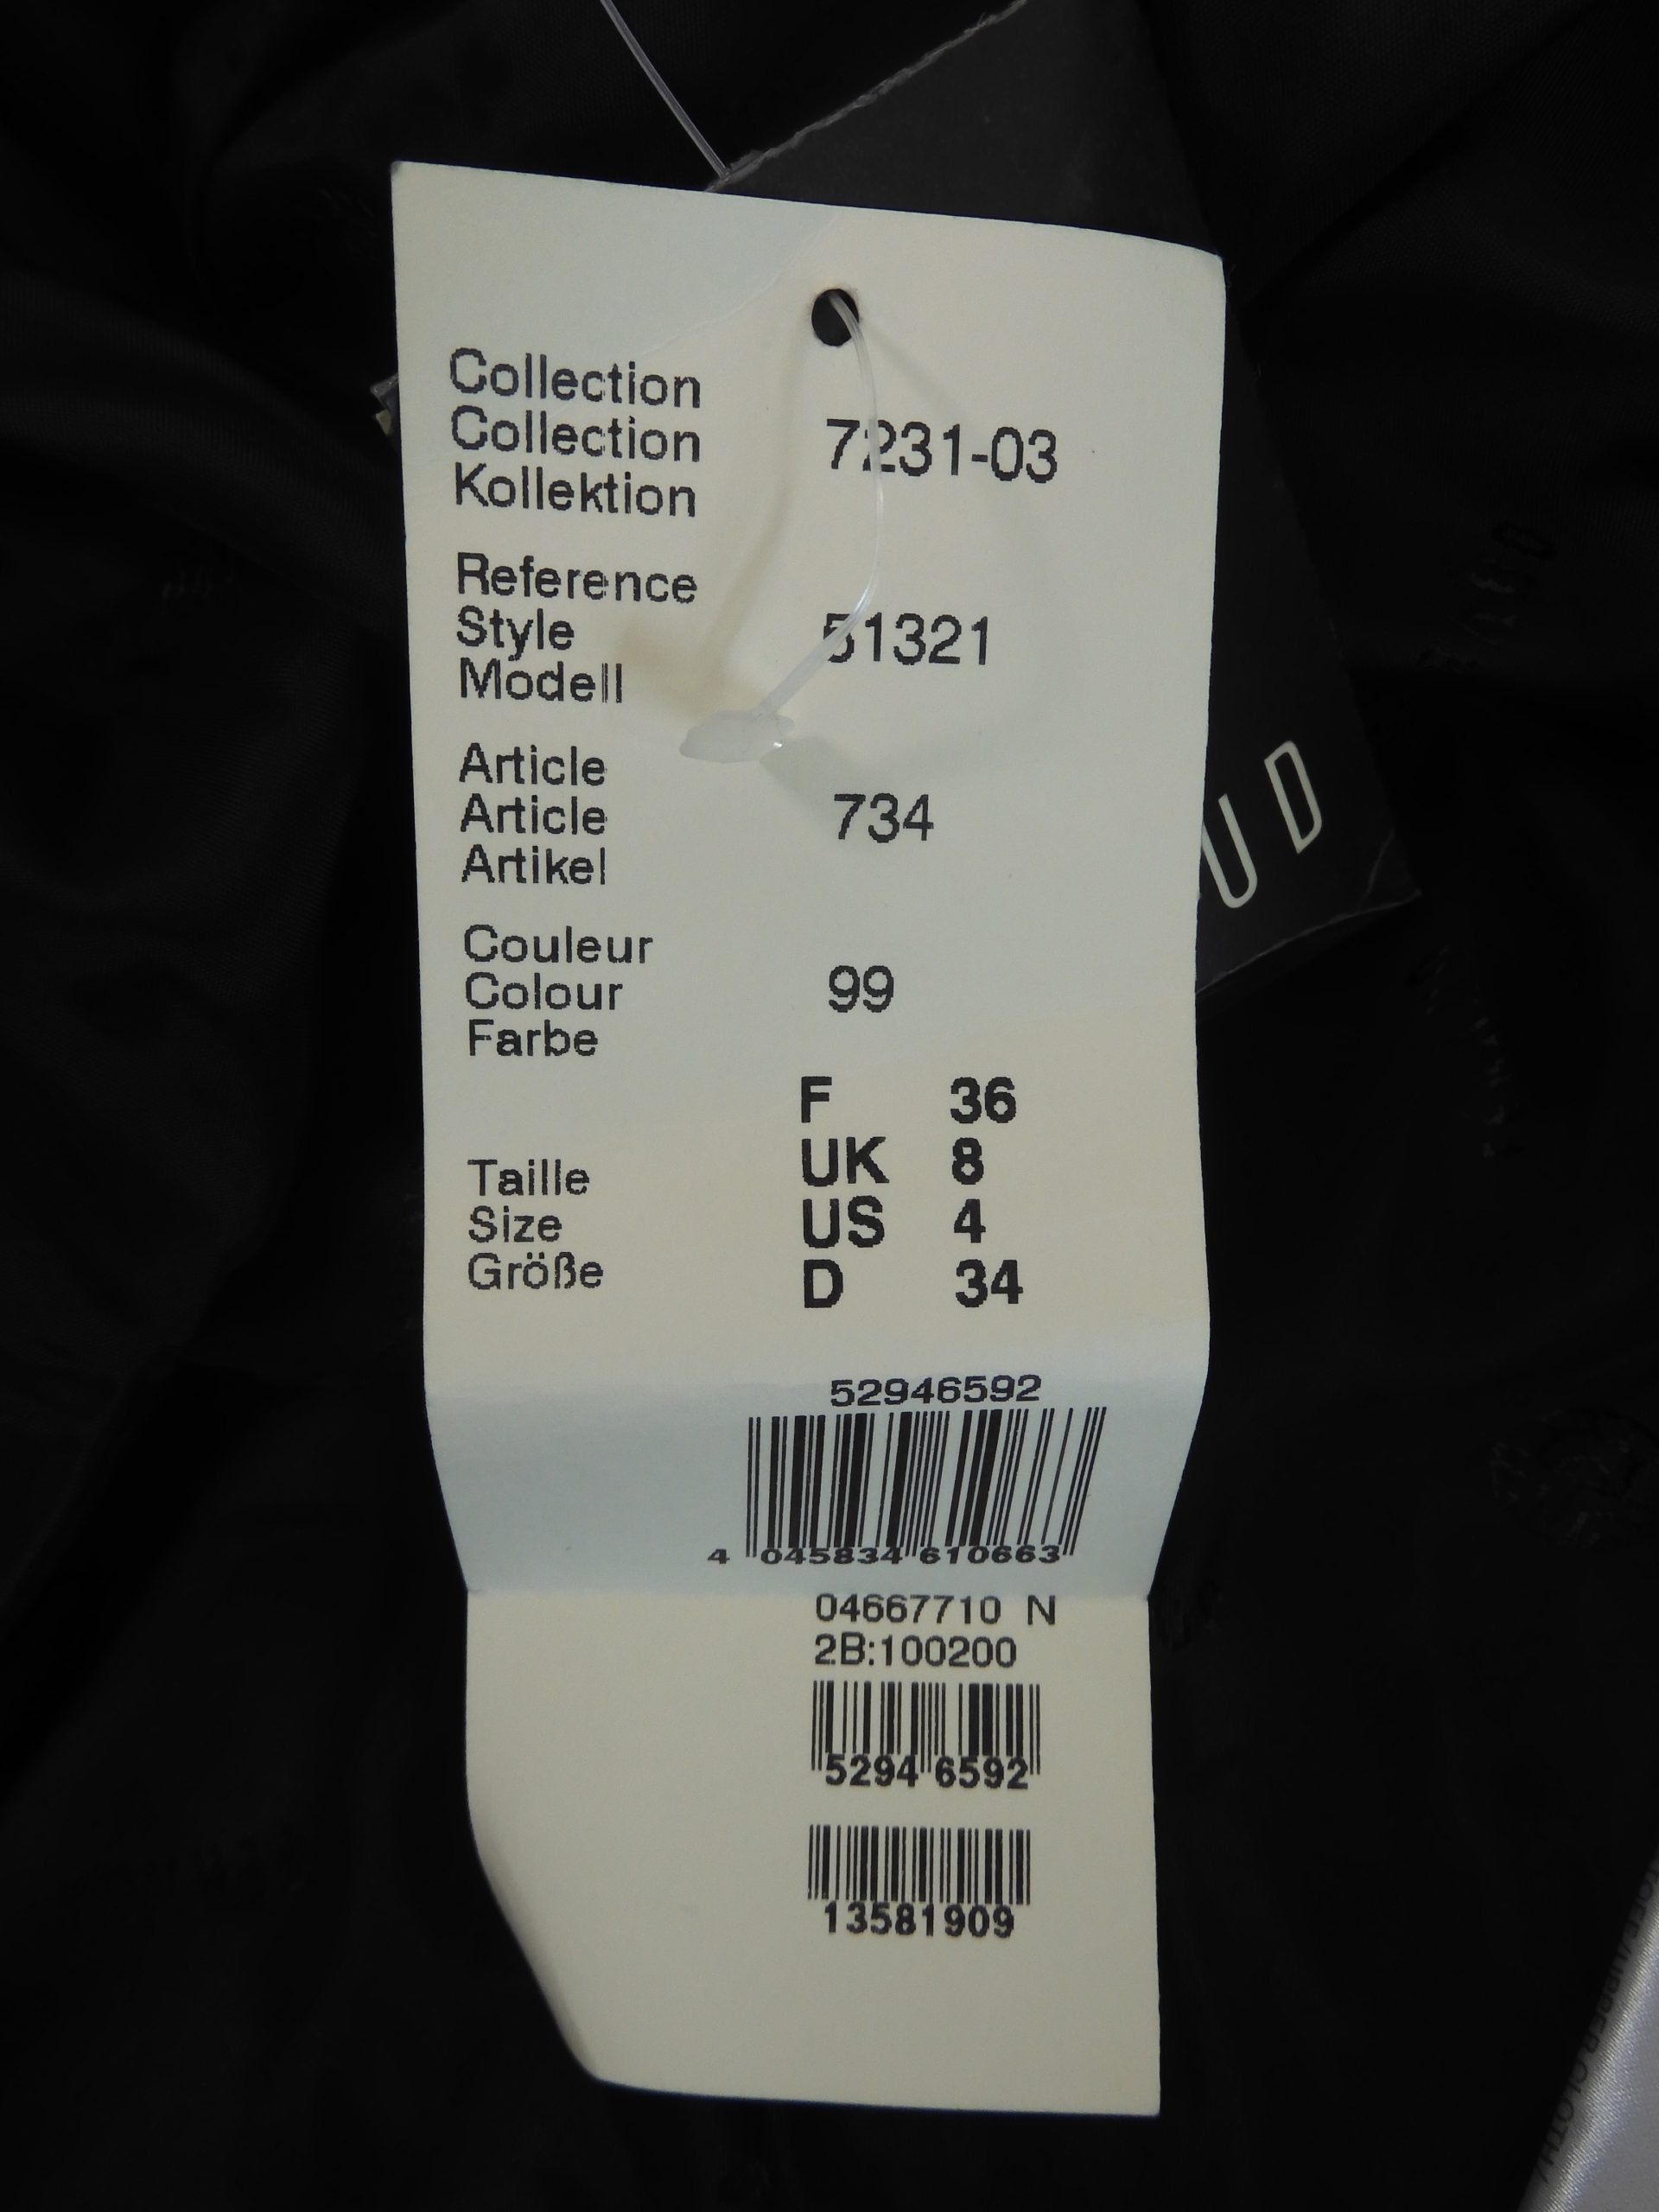 Collection
Collection
Kollektion
7231-03
Reference
Style
Modell
51321
Article
Article
Artikel
734
Couleur
Colour
Farbe
99
Taille
Size
Größe
F 36
UK 8
US 4
D 34
52946592
4 045834 610663
04667710 N
2B:100200
5294 6592
13581909
UD